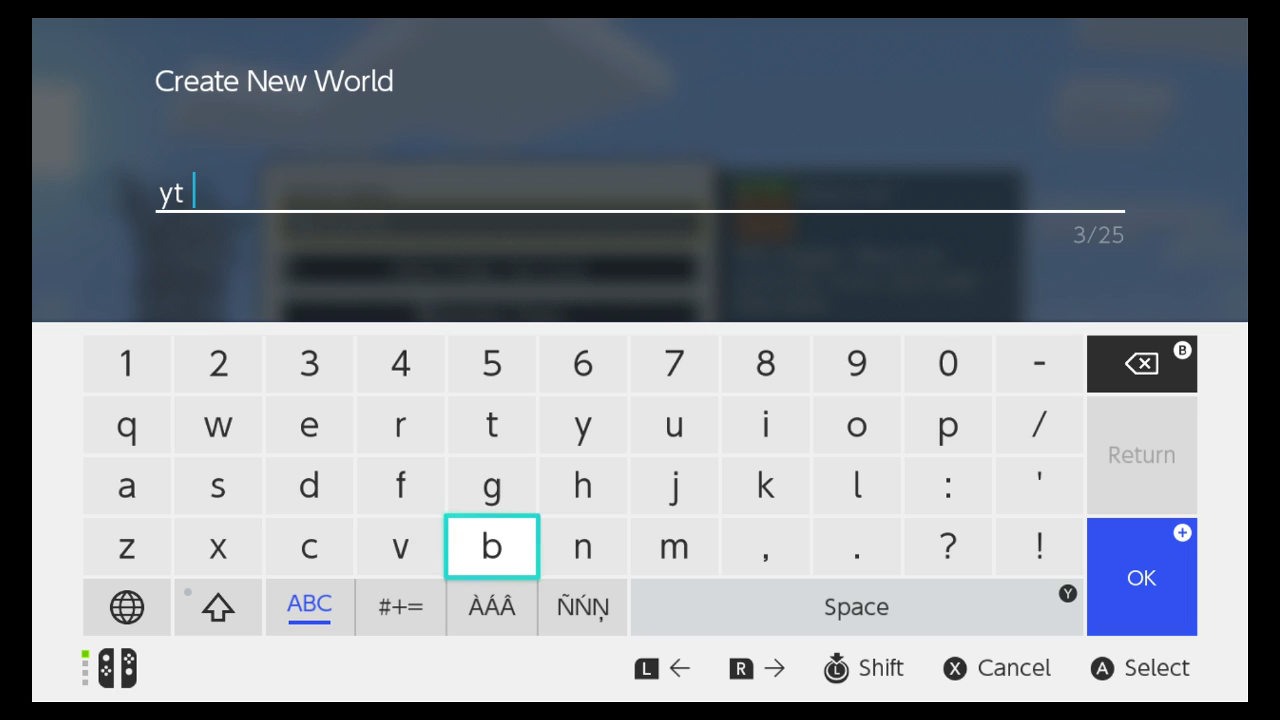 Create New World
yt
3/25
1 2 3 4 5 6 7 8 9 0 - B
q w e r t y u i o p / Return
a s d f g h j k l : '
z x c v b n m , . ? ! + OK
ABC #+= ÀÁÂ ÑŃŅ Space Y
L ← R → L Shift X Cancel A Select